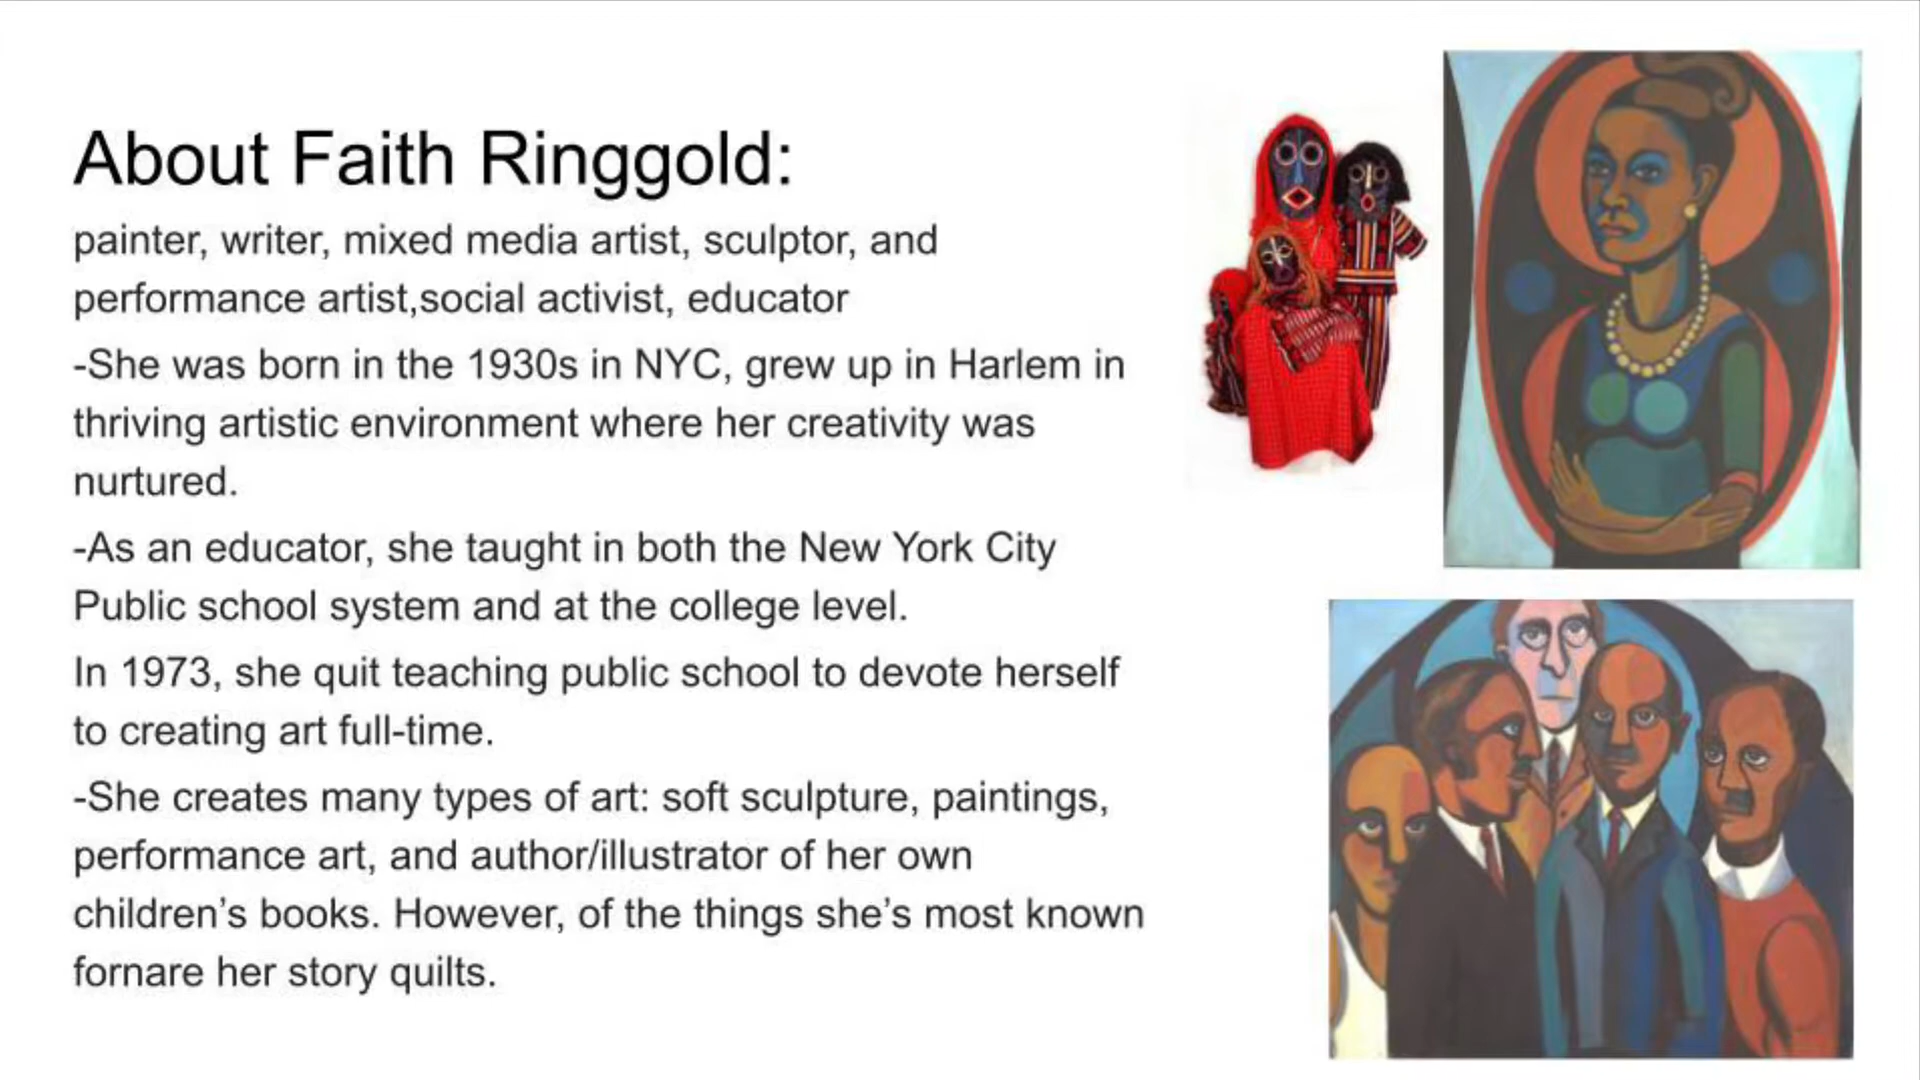 About Faith Ringgold:
painter, writer, mixed media artist, sculptor, and
performance artist,social activist, educator
-She was born in the 1930s in NYC, grew up in Harlem in
thriving artistic environment where her creativity was
nurtured.
-As an educator, she taught in both the New York City
Public school system and at the college level.
In 1973, she quit teaching public school to devote herself
to creating art full-time.
-She creates many types of art: soft sculpture, paintings,
performance art, and author/illustrator of her own
children’s books. However, of the things she’s most known
fornare her story quilts.